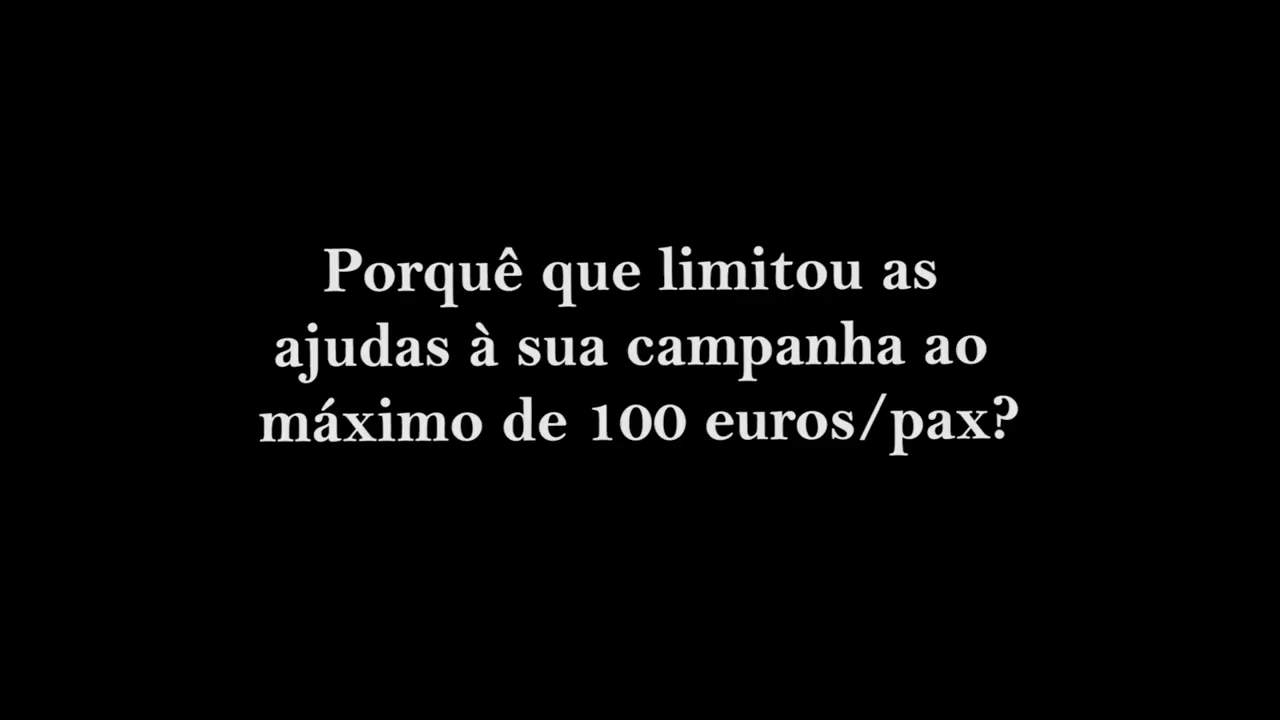 Porquê que limitou as
ajudas à sua campanha ao
máximo de 100 euros/pax?